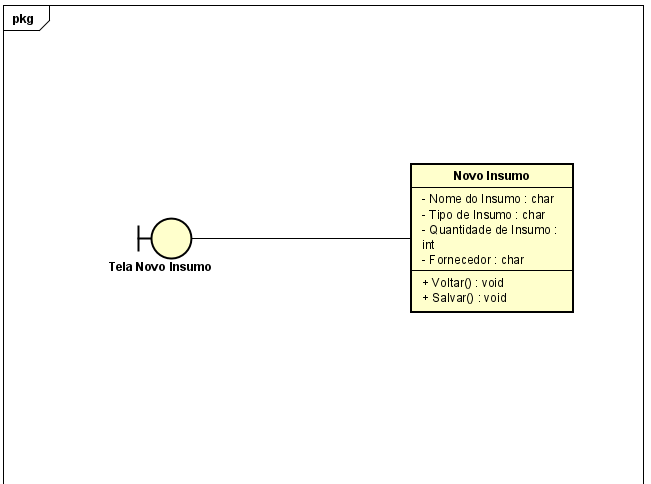 pkg
Novo Insumo
- Nome do Insumo : char
- Tipo de Insumo : char
- Quantidade de Insumo :
int
- Fornecedor : char
+ Voltar() : void
+ Salvar() : void
Tela Novo Insumo